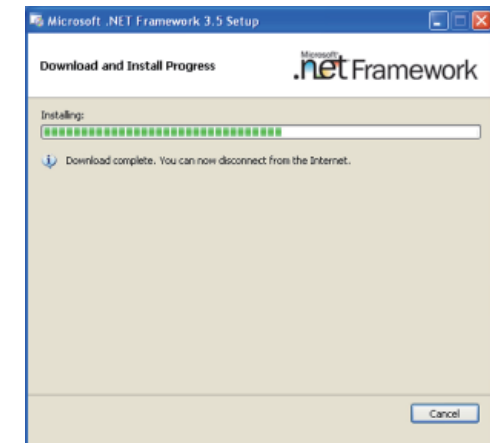 Microsoft .NET Framework 3.5 Setup
Download and Install Progress
Microsoft
.net Framework
Installing:
Download complete. You can now disconnect from the Internet.
Cancel